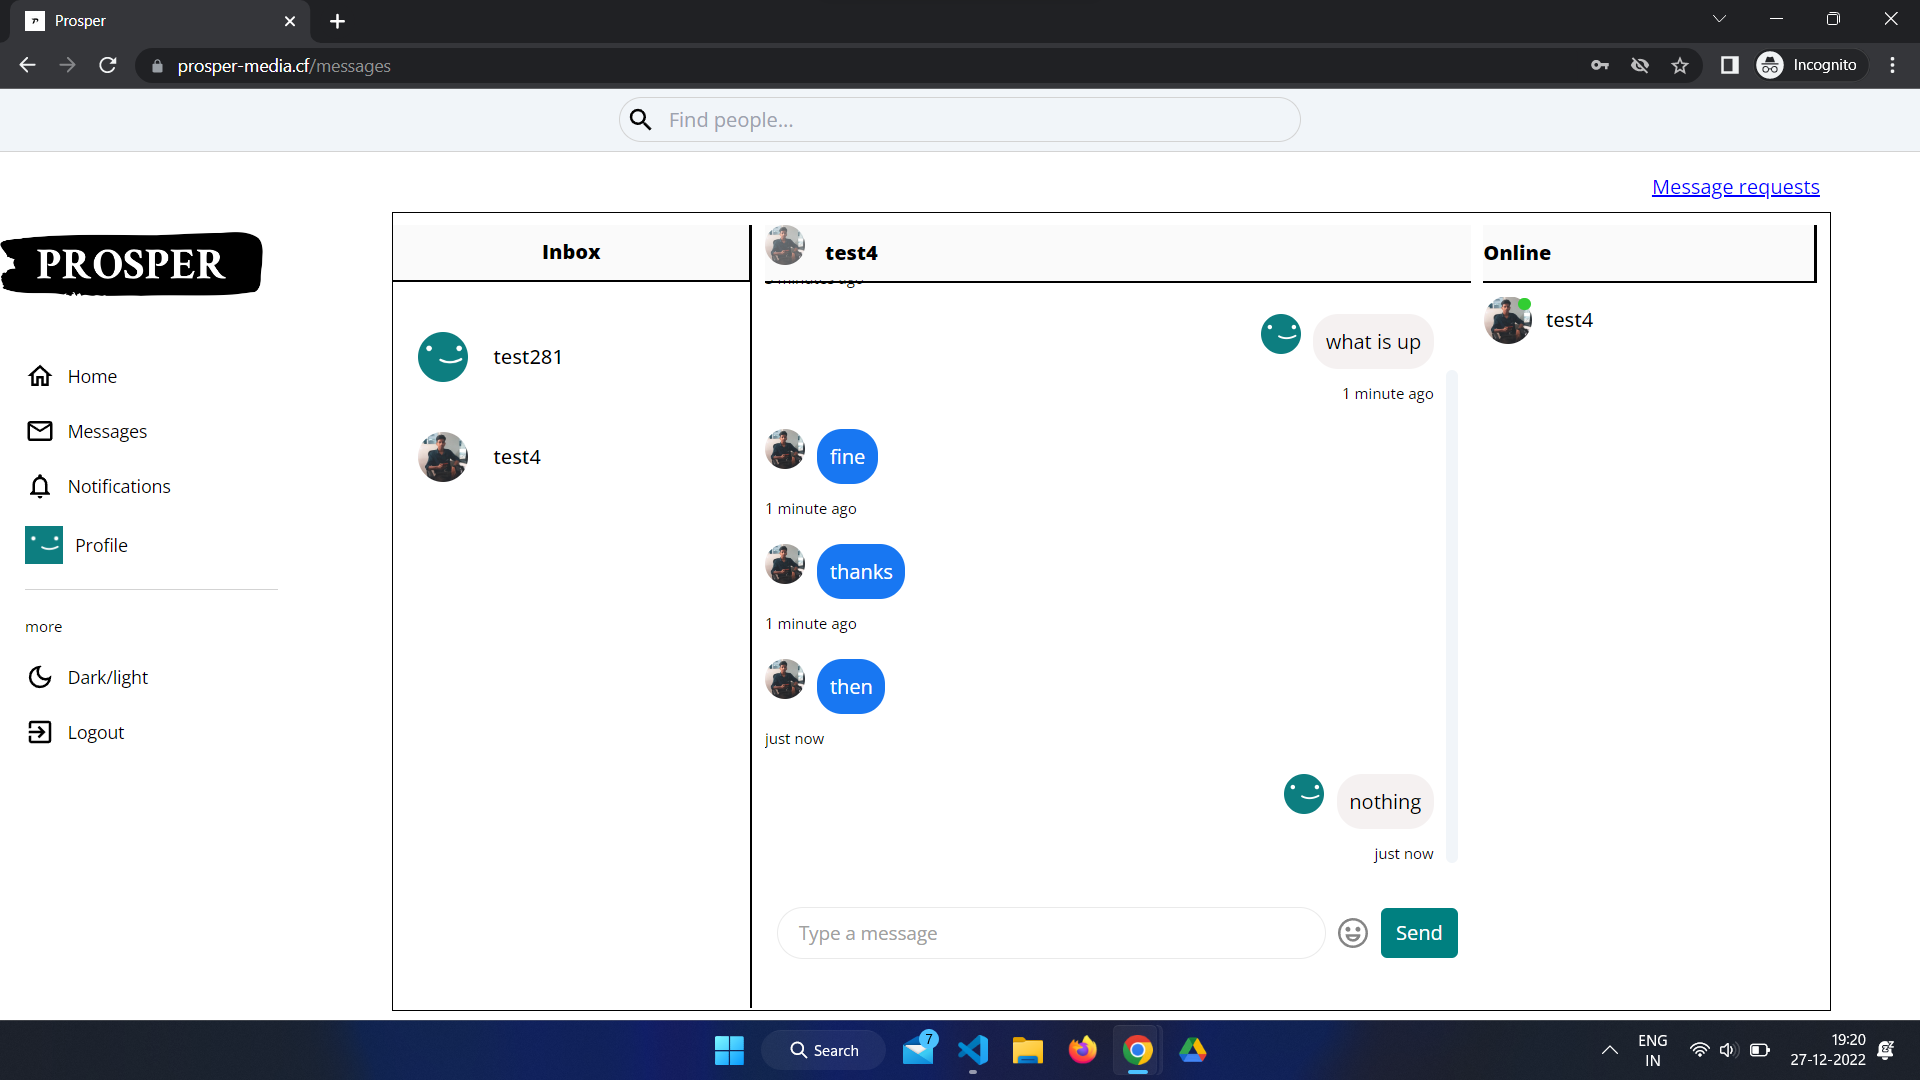 Prosper
prosper-media.cf/messages
Incognito
Find people...
Message requests
PROSPER
Home
Messages
Notifications
Profile
more
Dark/light
Logout
Inbox
test281
test4
test4
what is up
1 minute ago
fine
1 minute ago
thanks
1 minute ago
then
just now
nothing
just now
Type a message
Send
Online
test4
Search
7
ENG
IN
19:20
27-12-2022